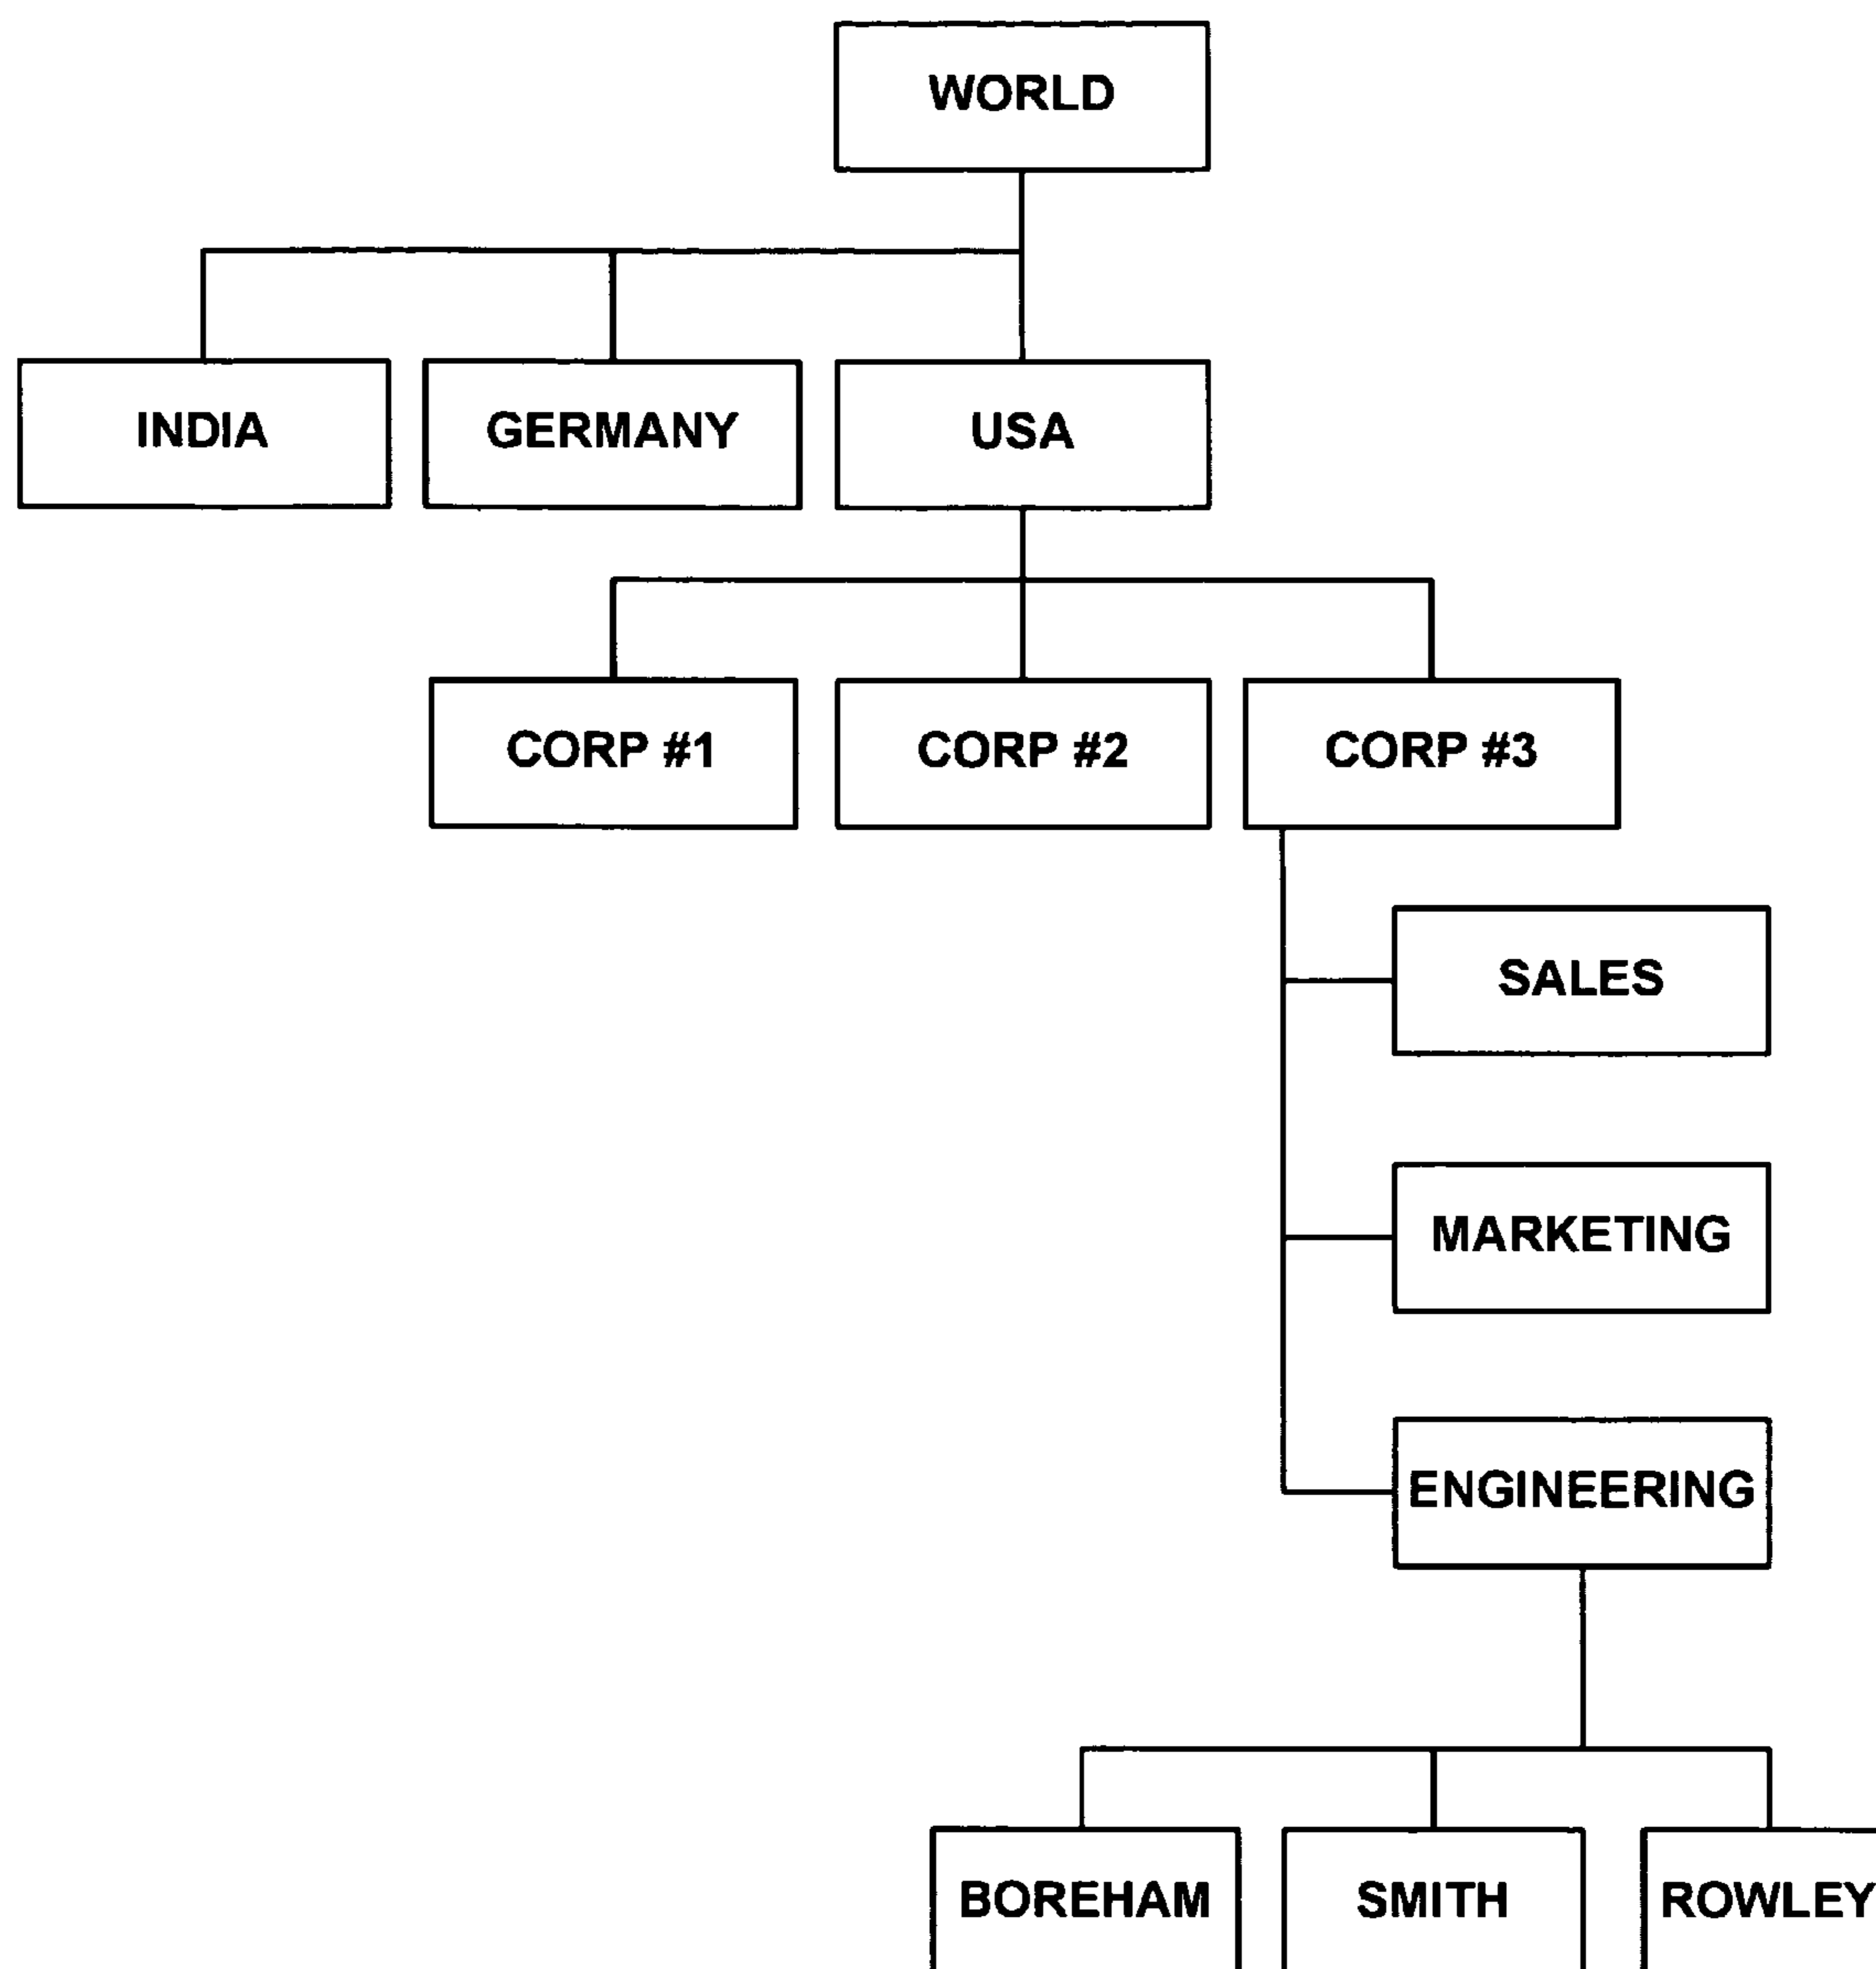 WORLD
INDIA
GERMANY
USA
CORP #1
CORP #2
CORP #3
SALES
MARKETING
ENGINEERING
BOREHAM
SMITH
ROWLEY